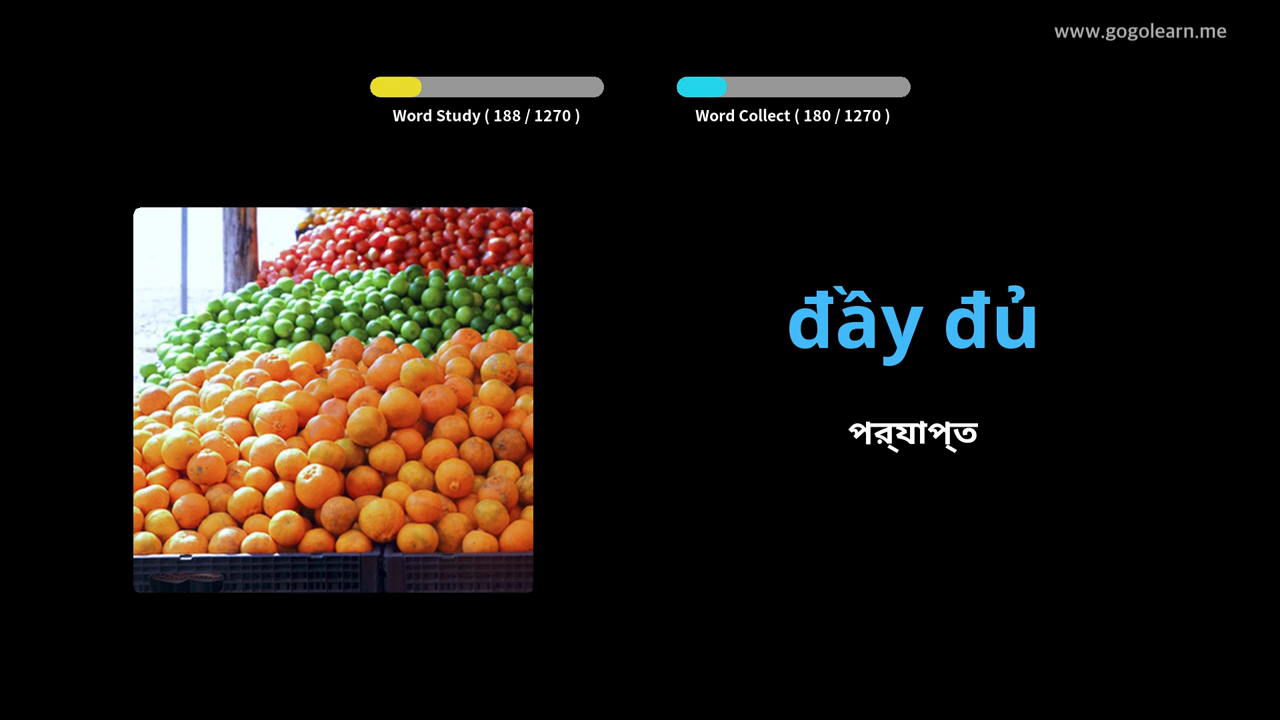 www.gogolearn.me
Word Study ( 188 / 1270 )
Word Collect ( 180 / 1270 )
đầy đủ
পর্যাপ্ত